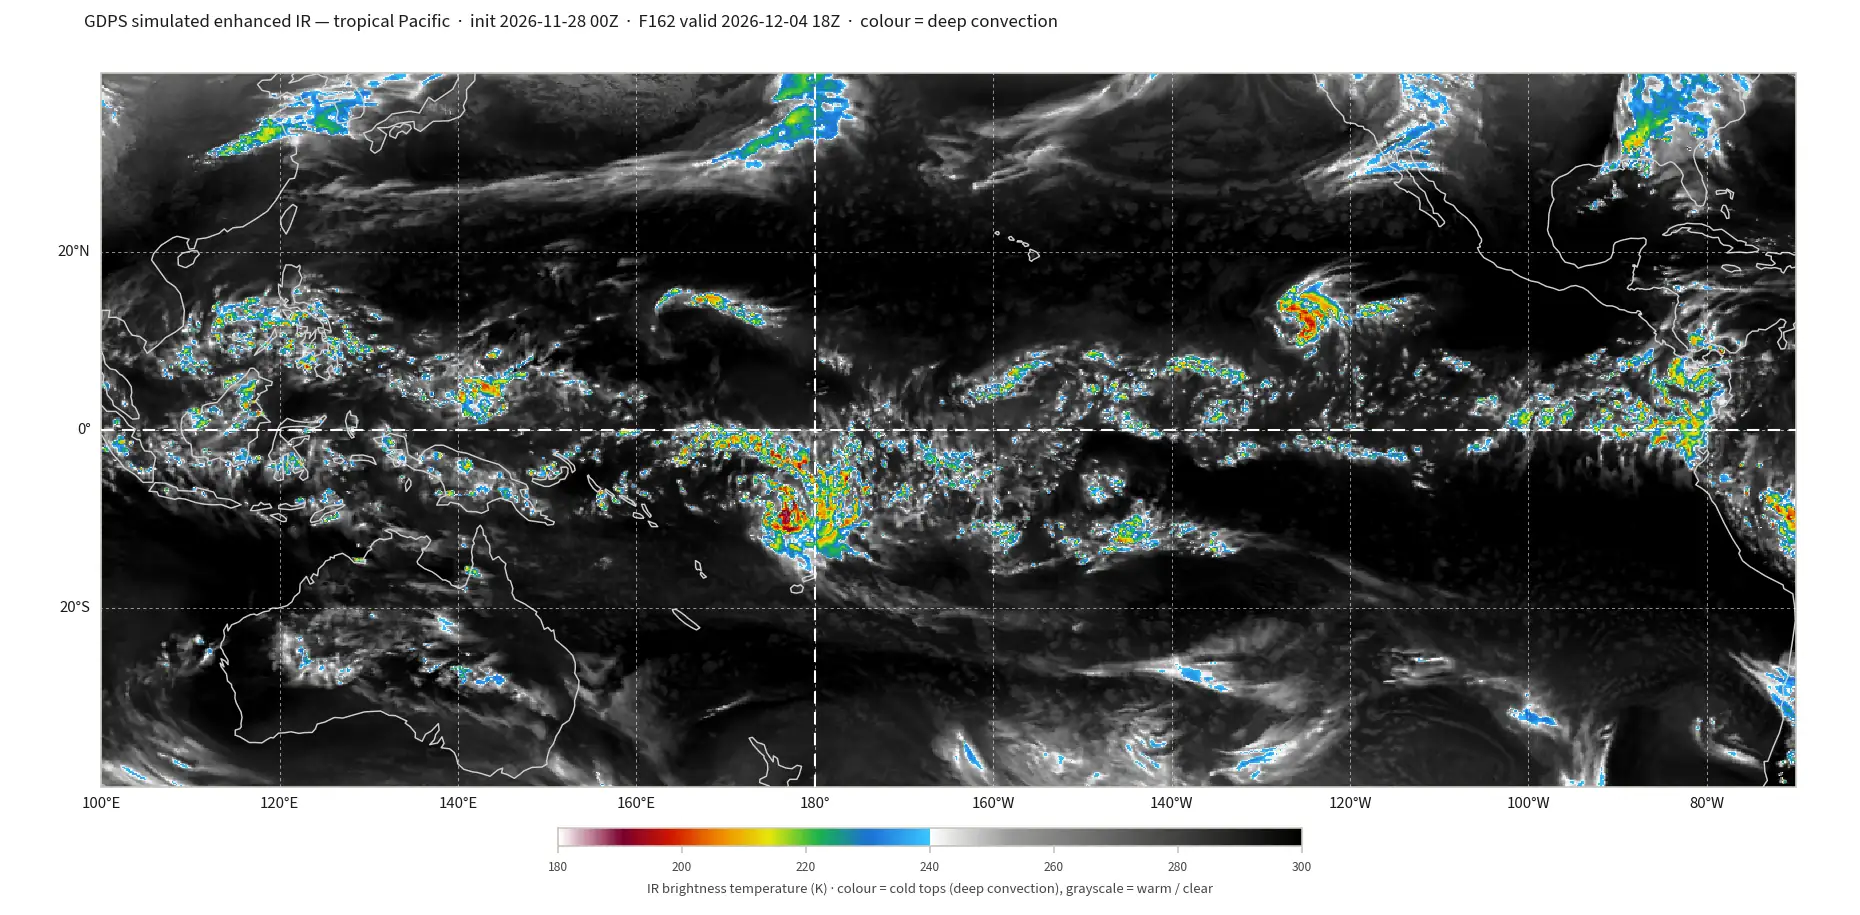 GDPS simulated enhanced IR — tropical Pacific · init 2026-11-28 00Z · F162 valid 2026-12-04 18Z · colour = deep convection
20°N
0°
20°S
100°E 120°E 140°E 160°E 180° 160°W 140°W 120°W 100°W 80°W
180 200 220 240 260 280 300
IR brightness temperature (K) · colour = cold tops (deep convection), grayscale = warm / clear